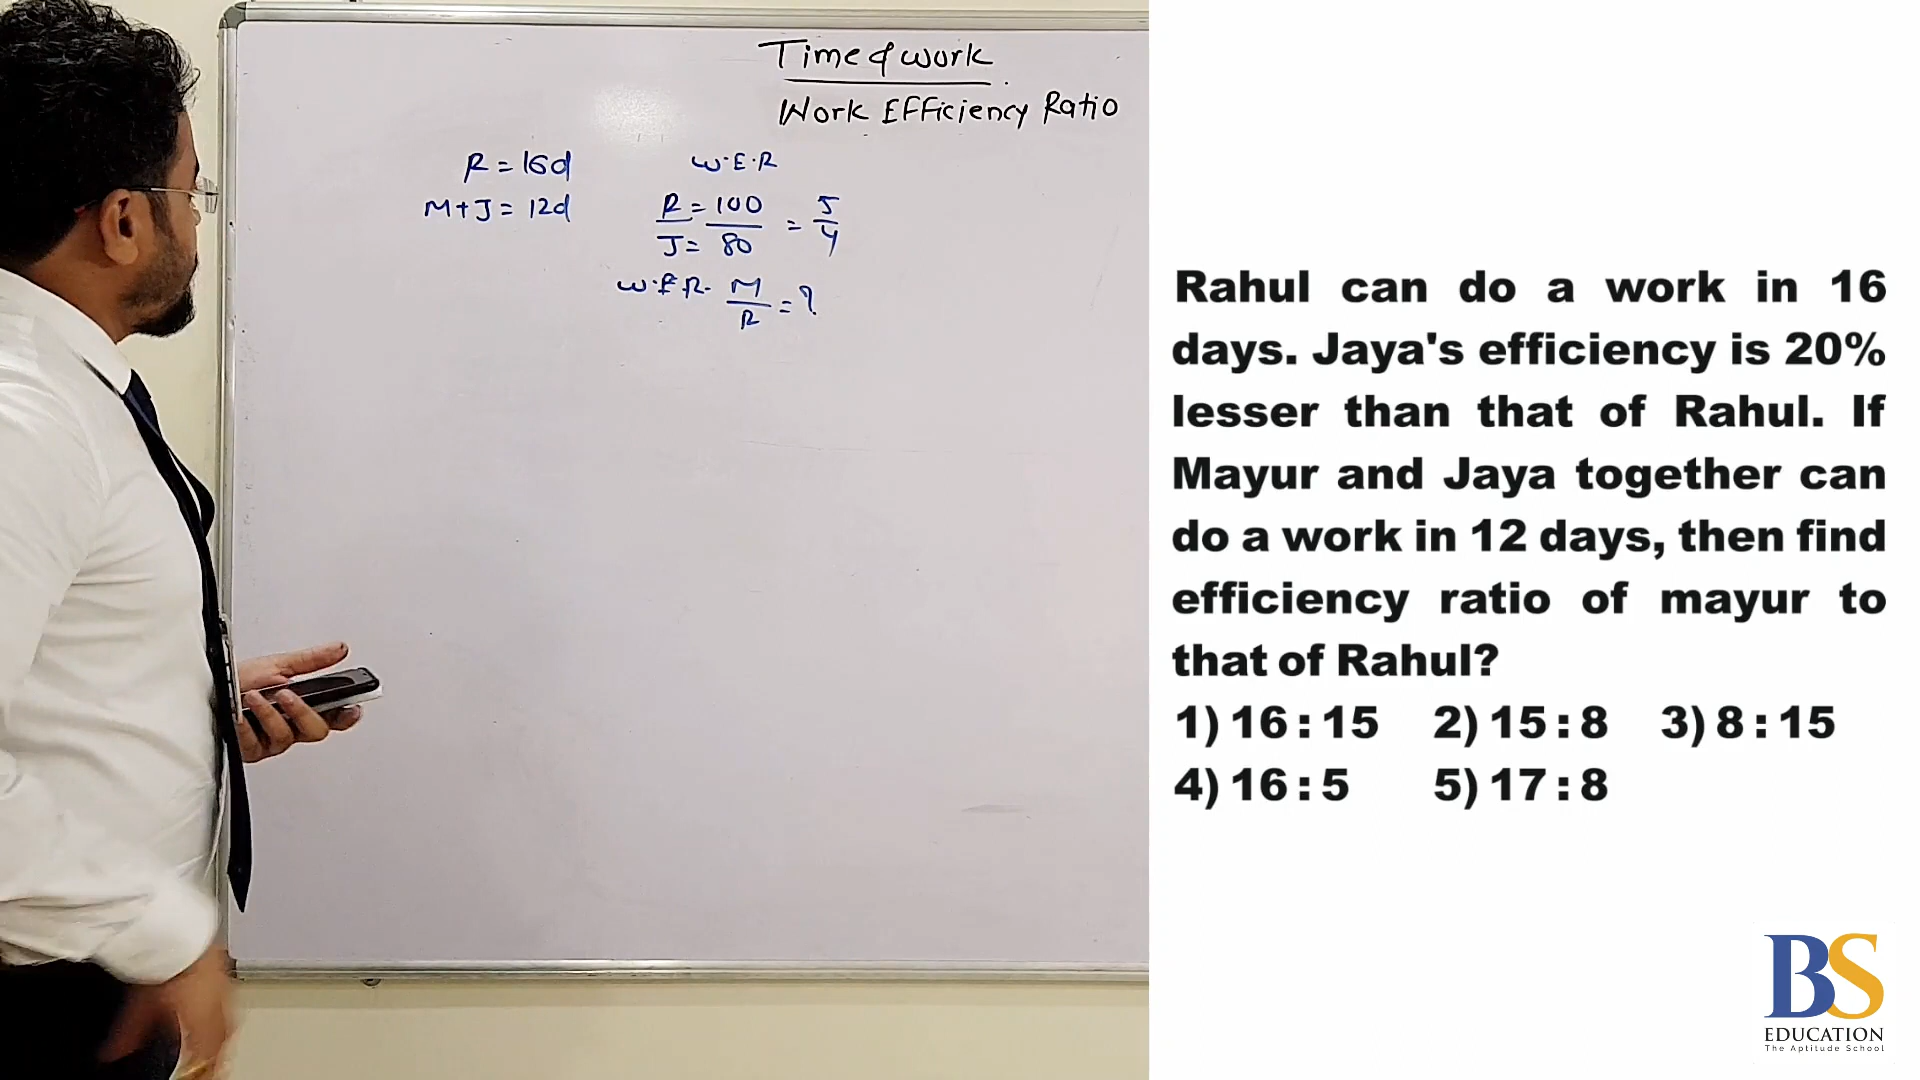 Time & work
Work Efficiency Ratio
R = 16d
M+J = 12d
W.E.R
R = 100
J = 80
= 5/4
W.E.R. M/R = ?
Rahul can do a work in 16
days. Jaya's efficiency is 20%
lesser than that of Rahul. If
Mayur and Jaya together can
do a work in 12 days, then find
efficiency ratio of mayur to
that of Rahul?
1) 16 : 15 2) 15 : 8 3) 8 : 15
4) 16 : 5 5) 17 : 8
BS
EDUCATION
The Aptitude School